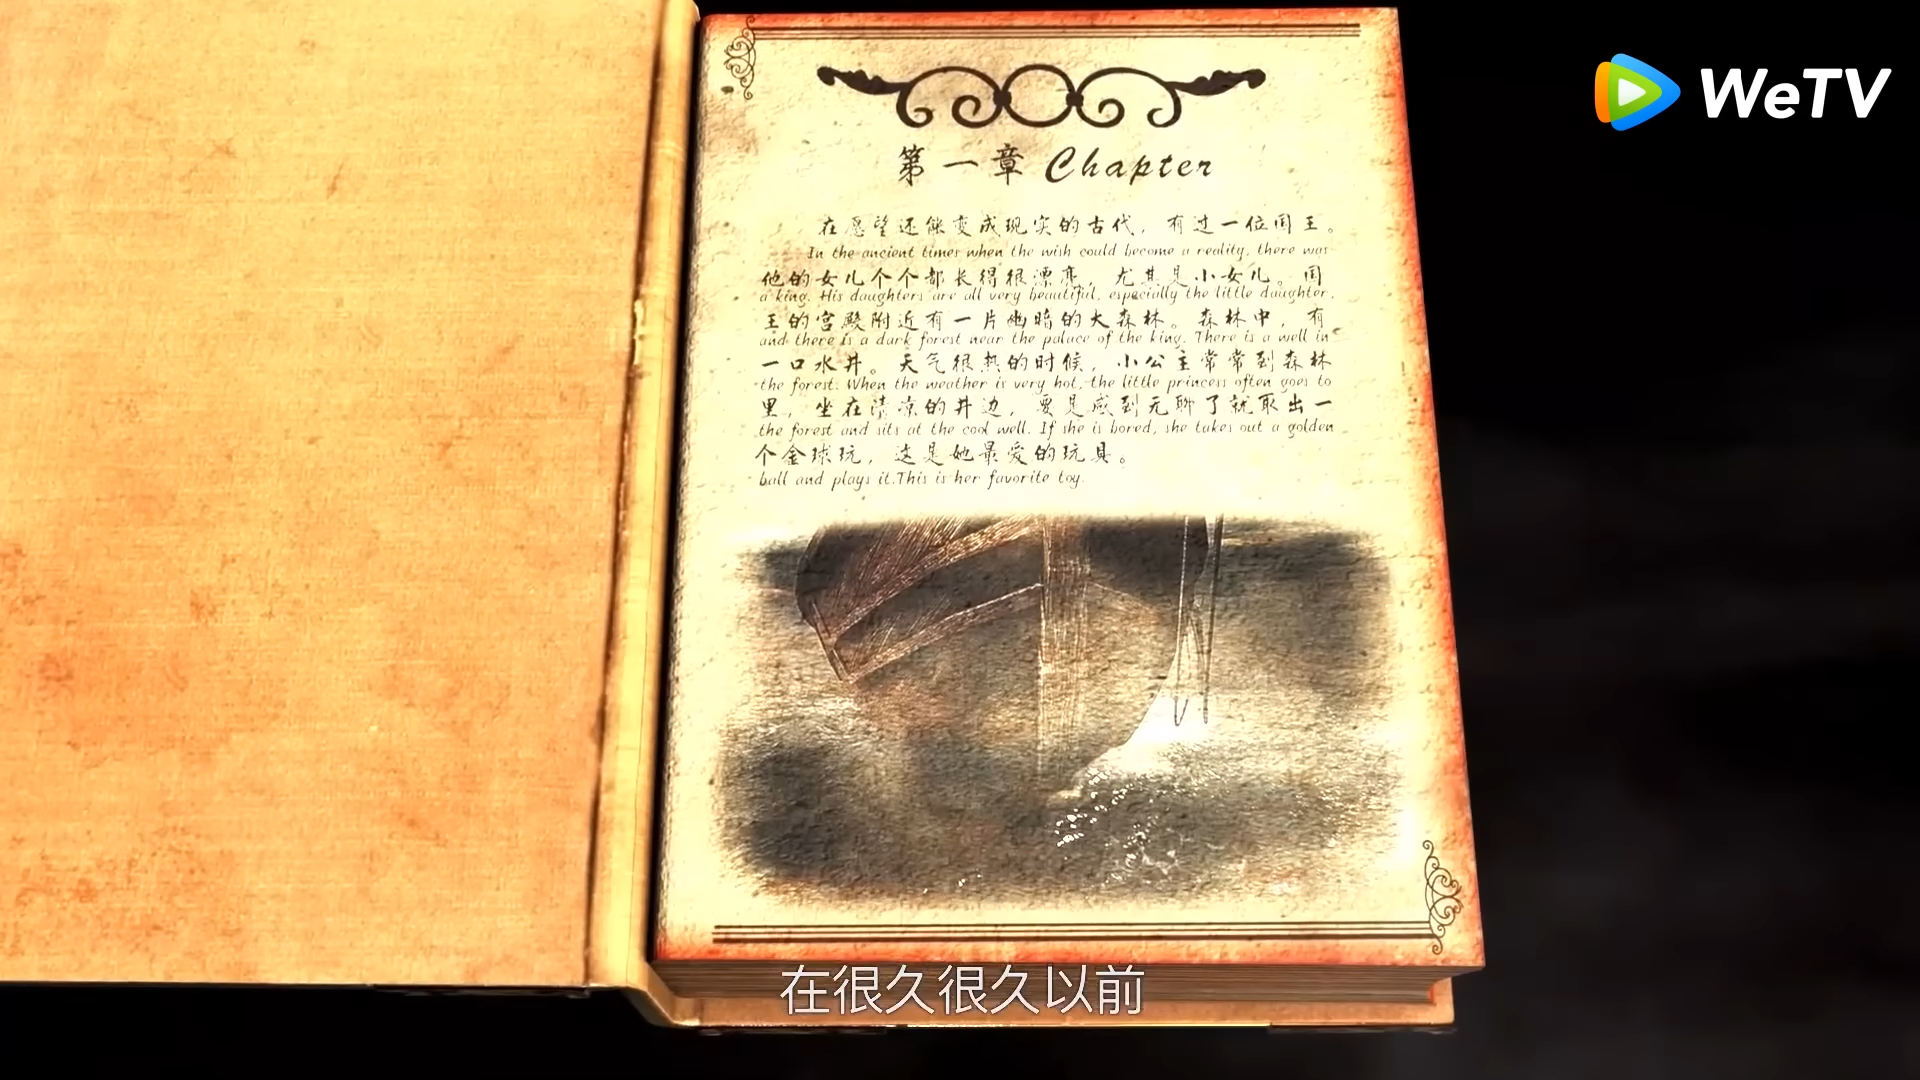 WeTV
第一章 Chapter
在愿望还能变成现实的古代，有过一位国王。
In the ancient times when the wish could become a reality, there was
他的女儿个个都长得很漂亮，尤其是小女儿。国
a king. His daughters are all very beautiful, especially the little daughter,
王的宫殿附近有一片幽暗的大森林。森林中，有
and there is a dark forest near the palace of the king. There is a well in
一口水井。天气很热的时候，小公主常常到森林
the forest. When the weather is very hot, the little princess often goes to
里，坐在清凉的井边，要是感到无聊了就取出一
the forest and sits at the cool well. If she is bored, she takes out a golden
个金球玩，这是她最爱的玩具。
ball and plays it.This is her favorite toy.
在很久很久以前